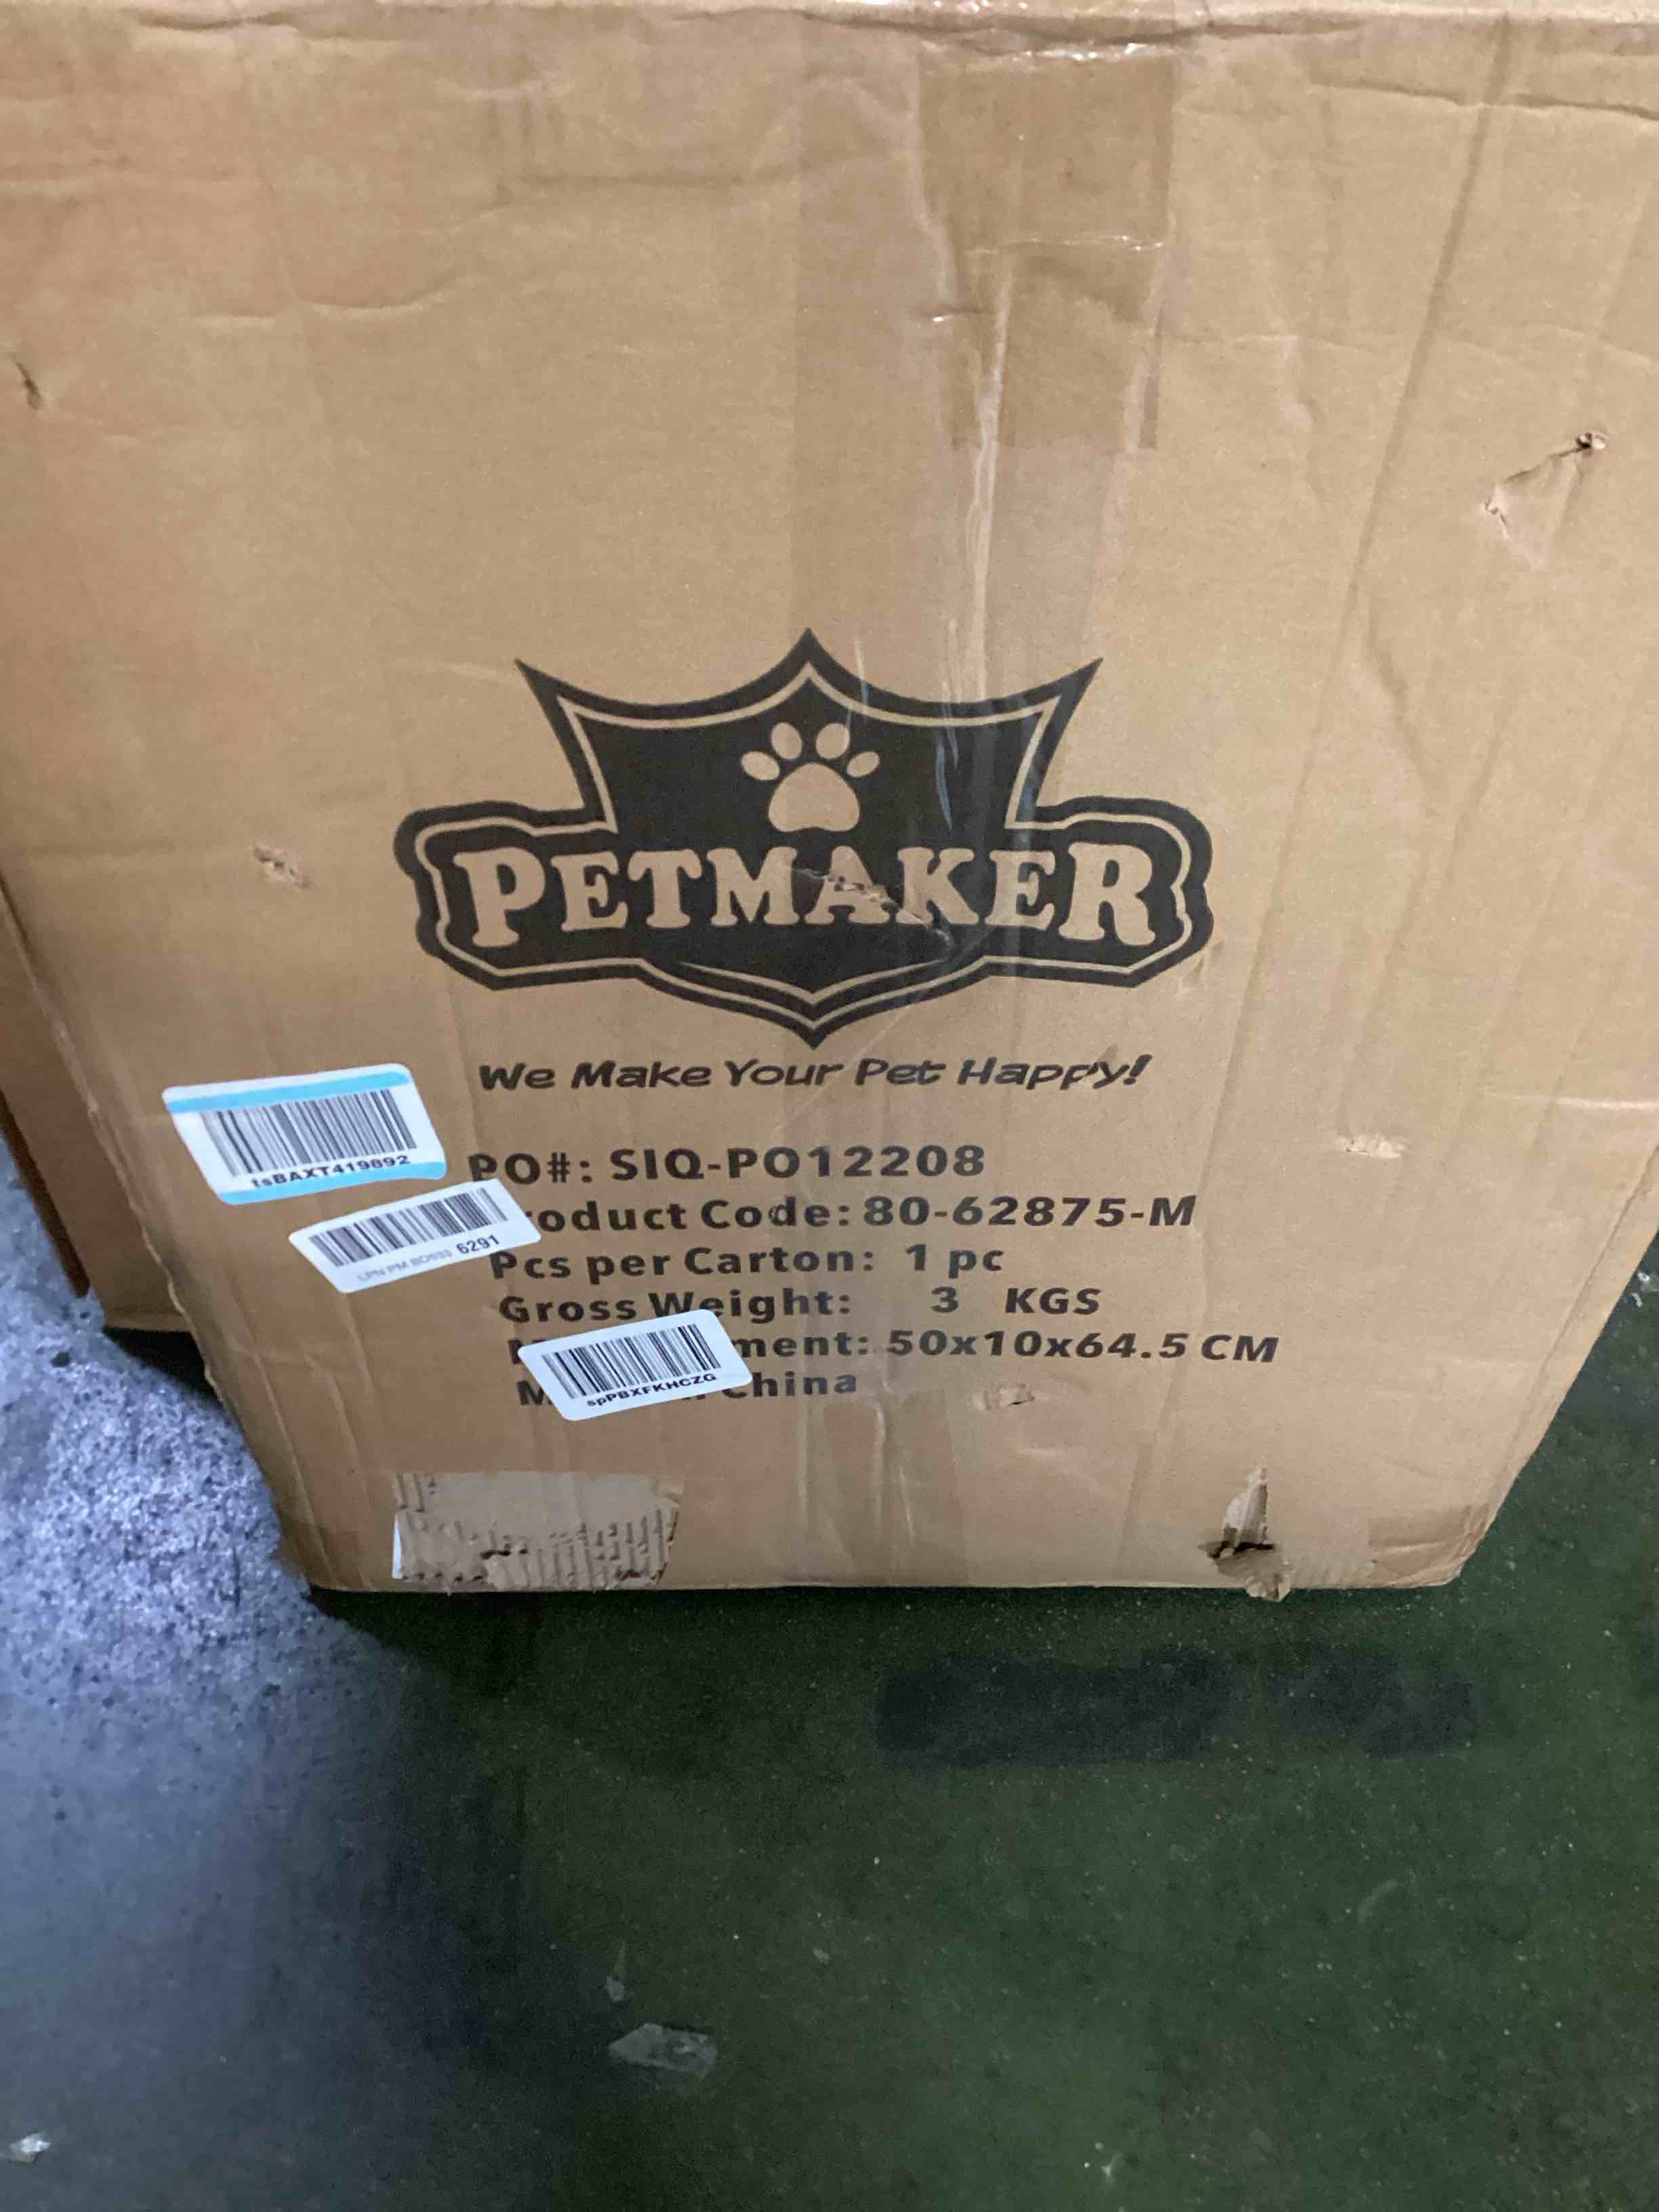 PETMAKER
We Make Your Pet Happy!
tsBAXT419892
PO#: SIQ-PO12208
oduct Code: 80-62875-M
6291
Pcs per Carton: 1 pc
Gross Weight: 3 KGS
ment: 50x10x64.5 CM
spPBXFKHCZG
China